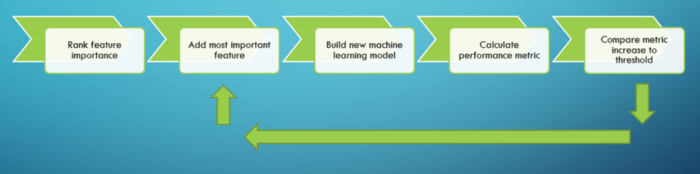 Rank feature
importance
Add most important
feature
Build new machine
learning model
Calculate
performance metric
Compare metric
increase to
threshold